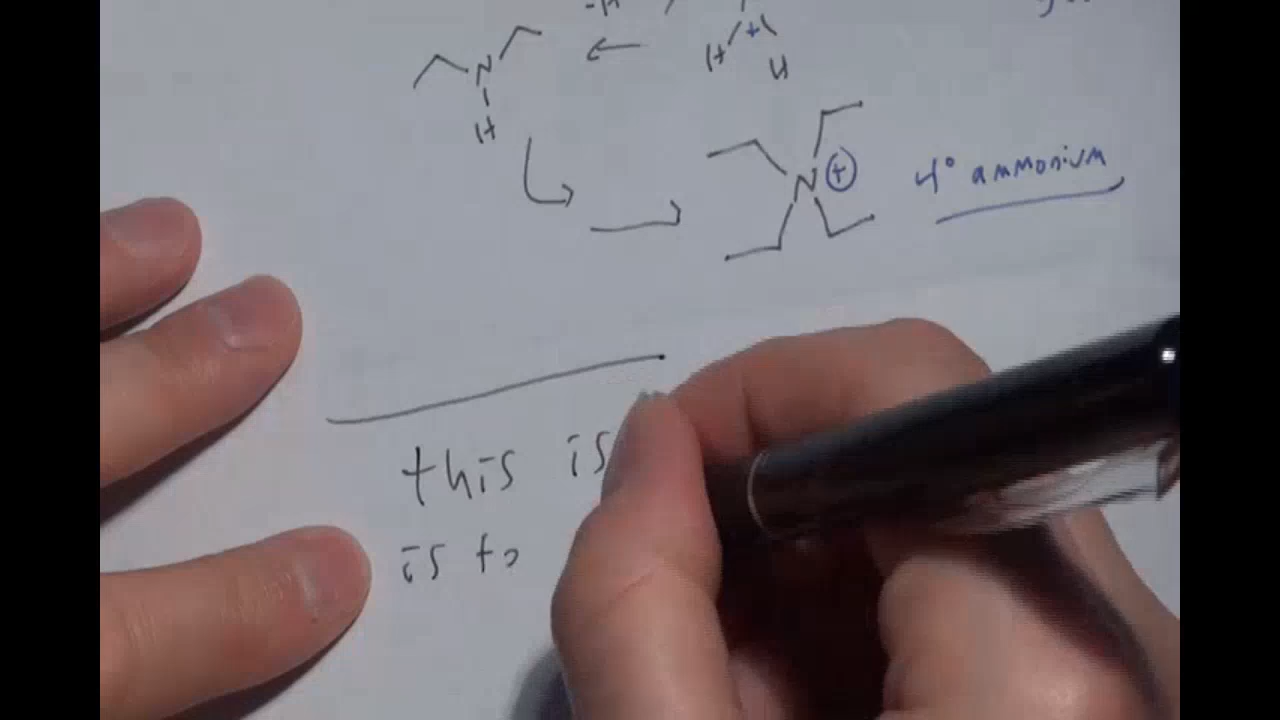 -H
N
H
H + H
N +
4° ammonium
this is
is to